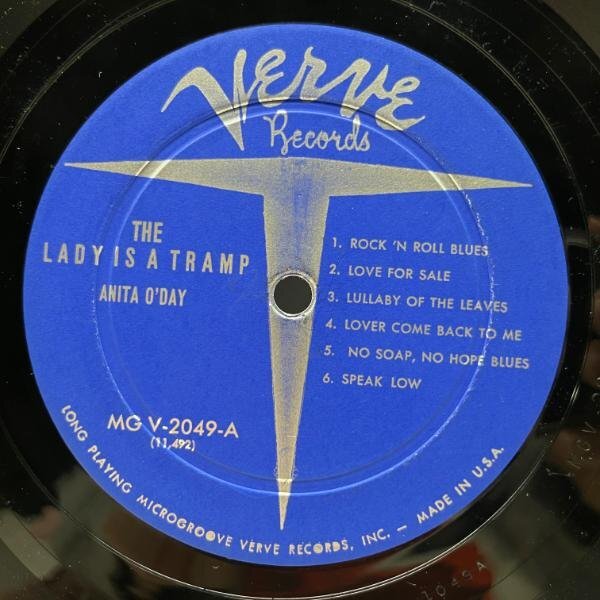 Verve
Records
THE
LADY IS A TRAMP
ANITA O'DAY
1. ROCK 'N ROLL BLUES
2. LOVE FOR SALE
3. LULLABY OF THE LEAVES
4. LOVER COME BACK TO ME
5. NO SOAP, NO HOPE BLUES
6. SPEAK LOW
MG V-2049-A
(11,492)
LONG PLAYING MICROGROOVE VERVE RECORDS, INC. — MADE IN U.S.A.